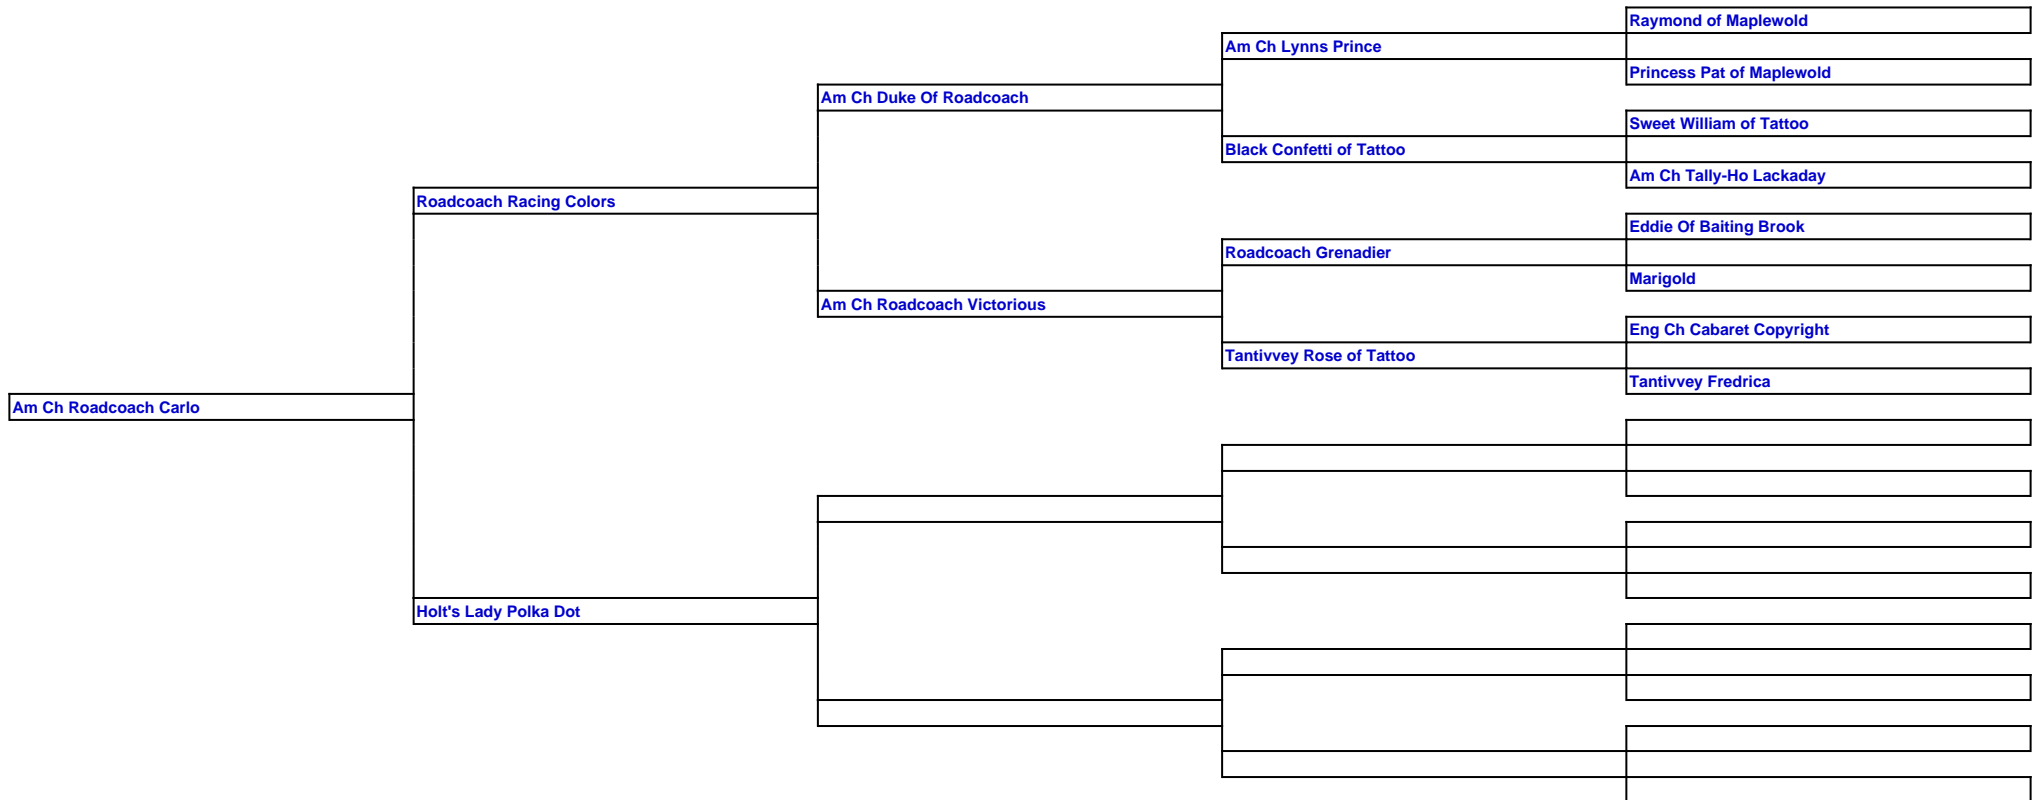 Raymond of Maplewold
Am Ch Lynns Prince
Princess Pat of Maplewold
Am Ch Duke Of Roadcoach
Sweet William of Tattoo
Black Confetti of Tattoo
Am Ch Tally-Ho Lackaday
Roadcoach Racing Colors
Eddie Of Baiting Brook
Roadcoach Grenadier
Marigold
Am Ch Roadcoach Victorious
Eng Ch Cabaret Copyright
Tantivvey Rose of Tattoo
Tantivvey Fredrica
Am Ch Roadcoach Carlo
Holt's Lady Polka Dot